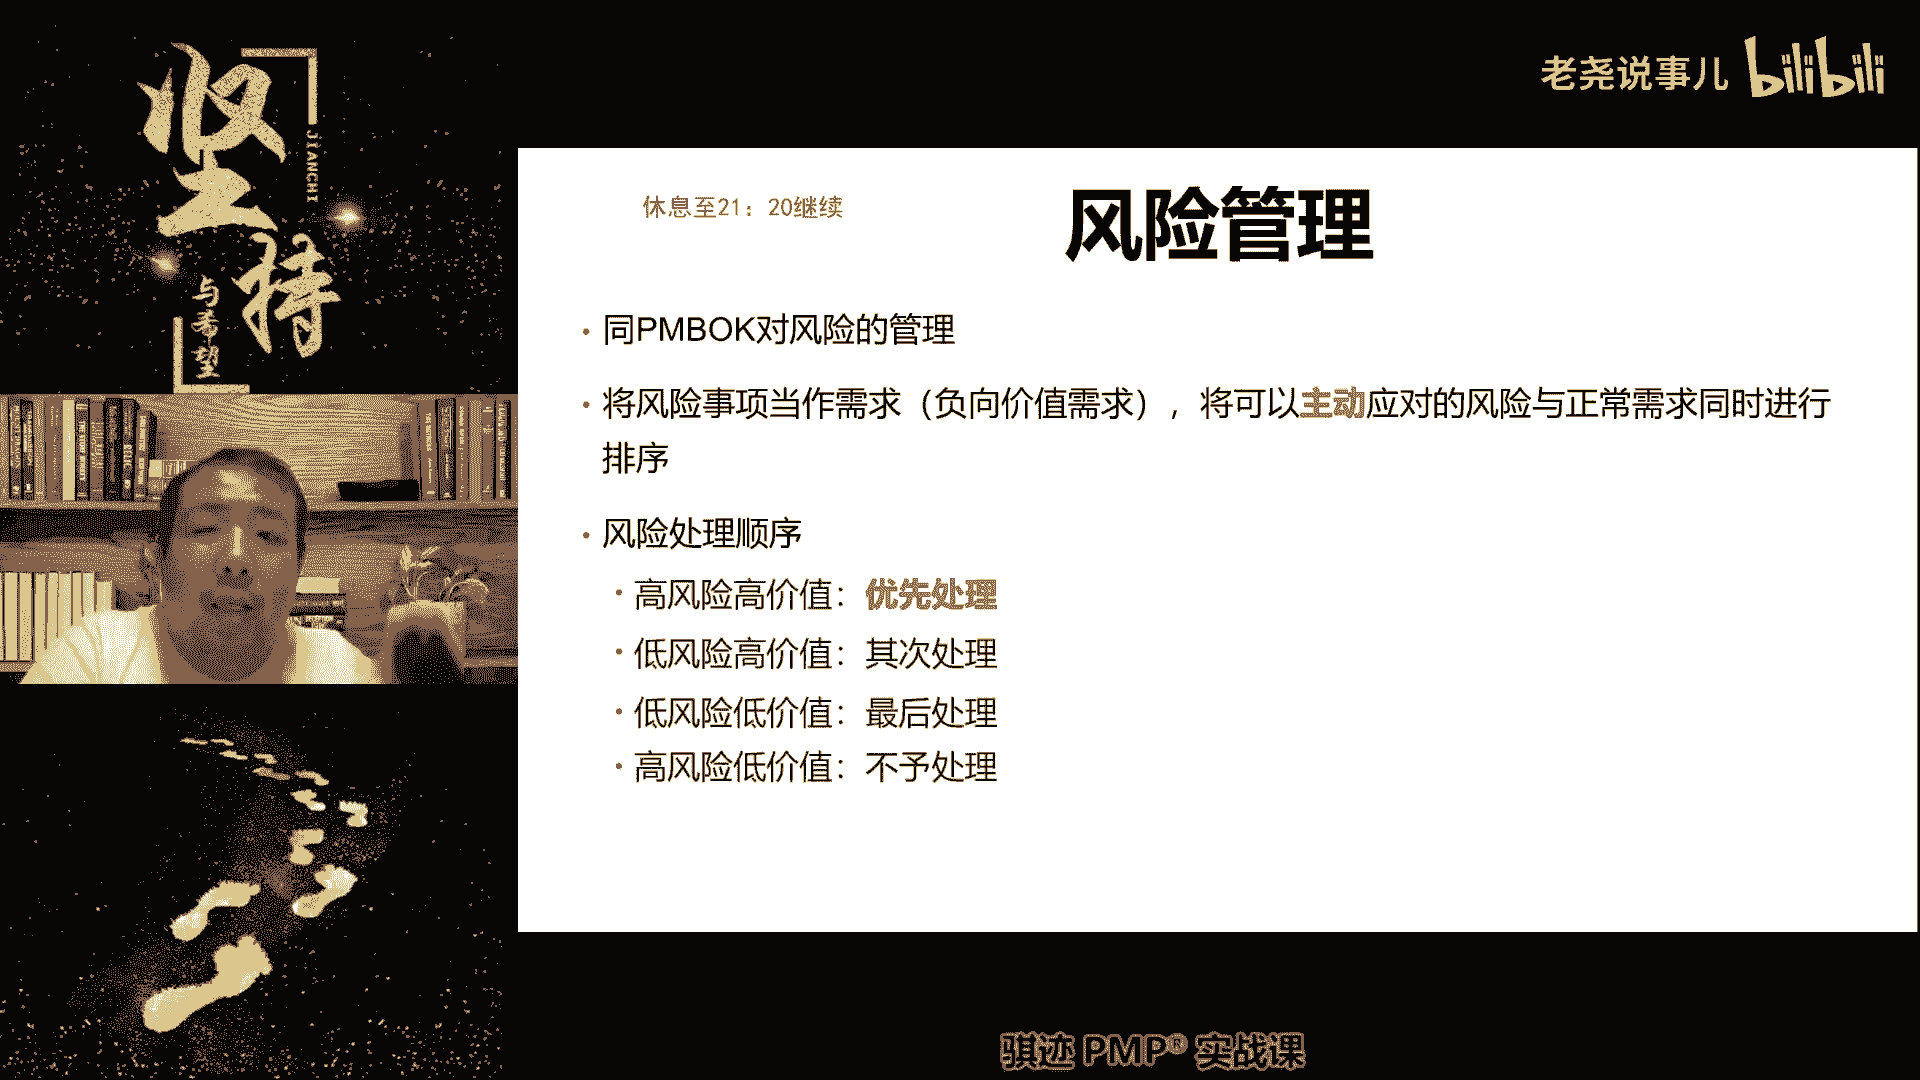 坚持
JIANCHI
与希望
老尧说事儿 bilibili
休息至21：20继续
风险管理
·同PMBOK对风险的管理
·将风险事项当作需求（负向价值需求），将可以主动应对的风险与正常需求同时进行
排序
·风险处理顺序
·高风险高价值：优先处理
·低风险高价值：其次处理
·低风险低价值：最后处理
·高风险低价值：不予处理
骐迹 PMP® 实战课